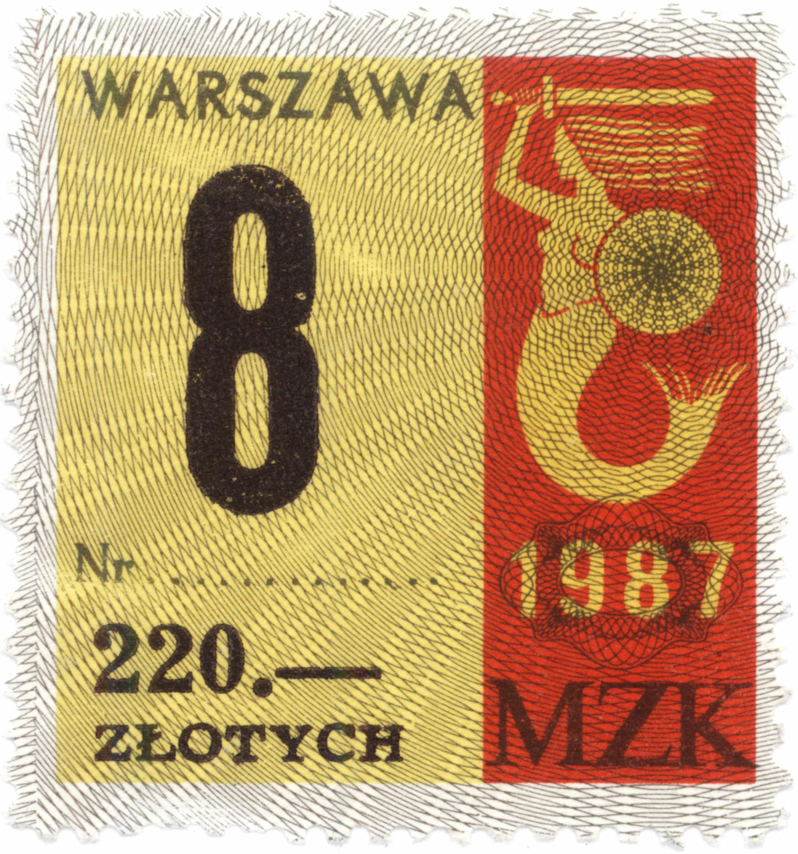 WARSZAWA
8
Nr.............
220.—
ZŁOTYCH
1987
MZK